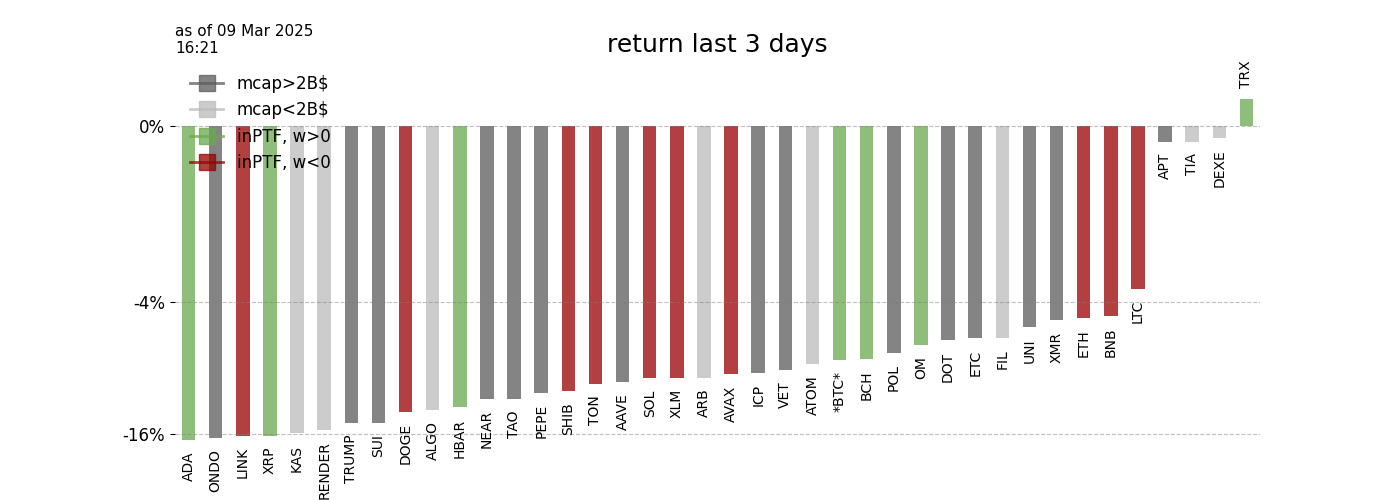 as of 09 Mar 2025
16:21
return last 3 days
mcap>2B$
mcap<2B$
inPTF, w>0
inPTF, w<0
0%
-4%
-16%
ADA
ONDO
LINK
XRP
KAS
RENDER
TRUMP
SUI
DOGE
ALGO
HBAR
NEAR
TAO
PEPE
SHIB
TON
AAVE
SOL
XLM
ARB
AVAX
ICP
VET
ATOM
*BTC*
BCH
POL
OM
DOT
ETC
FIL
UNI
XMR
ETH
BNB
LTC
APT
TIA
DEXE
TRX